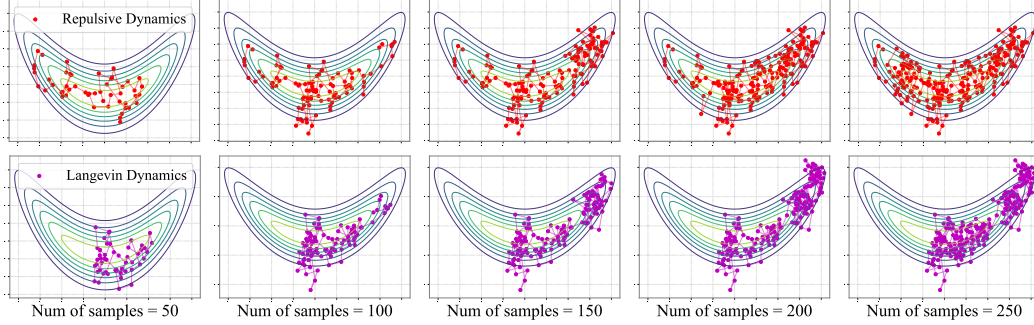 Repulsive Dynamics
Langevin Dynamics
Num of samples = 50
Num of samples = 100
Num of samples = 150
Num of samples = 200
Num of samples = 250